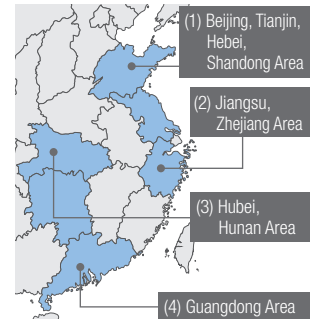 (1) Beijing, Tianjin,
Hebei,
Shandong Area
(2) Jiangsu,
Zhejiang Area
(3) Hubei,
Hunan Area
(4) Guangdong Area